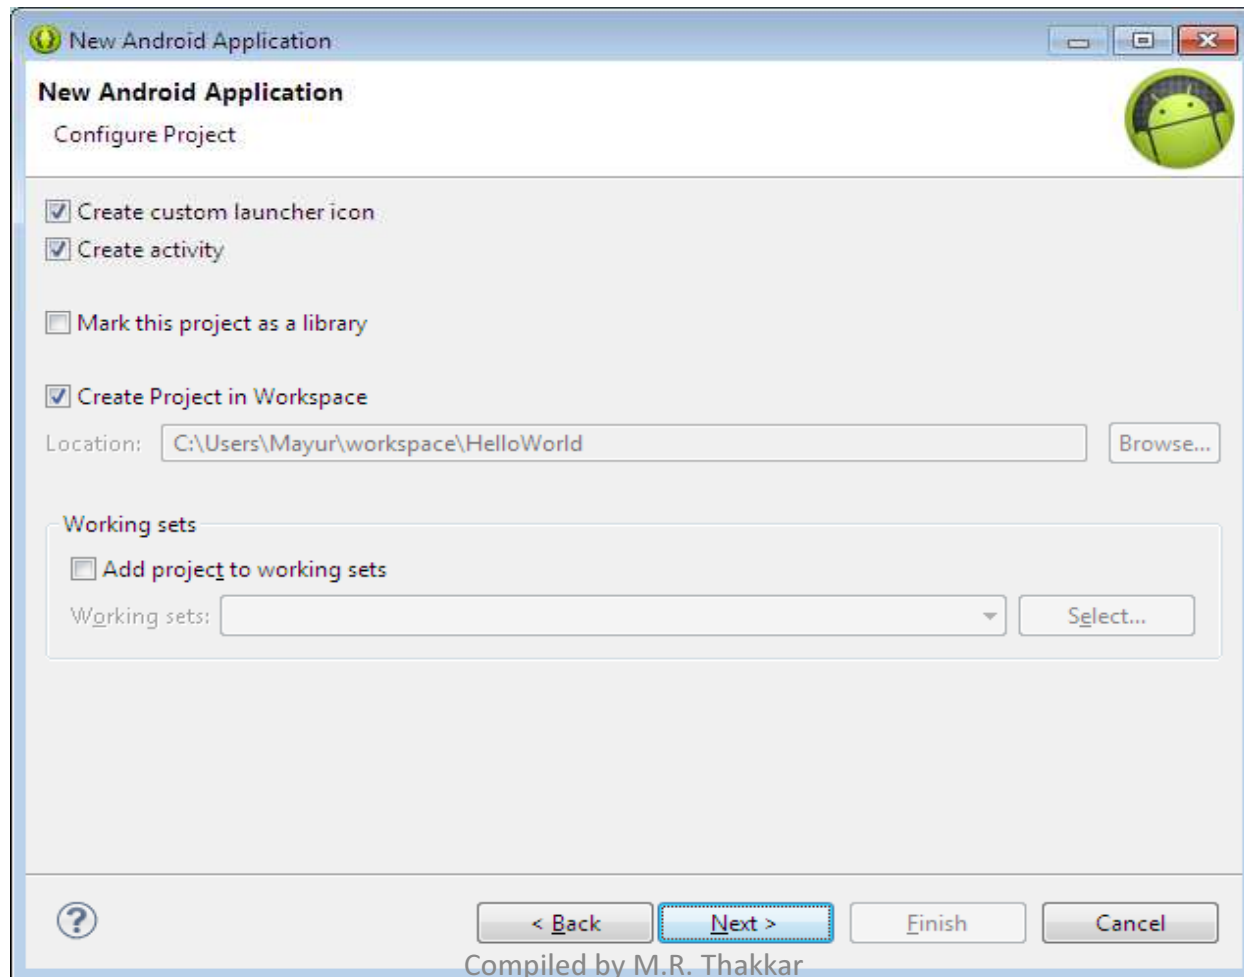 New Android Application
New Android Application
Configure Project
Create custom launcher icon
Create activity
Mark this project as a library
Create Project in Workspace
Location: C:\Users\Mayur\workspace\HelloWorld Browse...
Working sets
Add project to working sets
Working sets: Select...
? < Back Next > Finish Cancel
Compiled by M.R. Thakkar